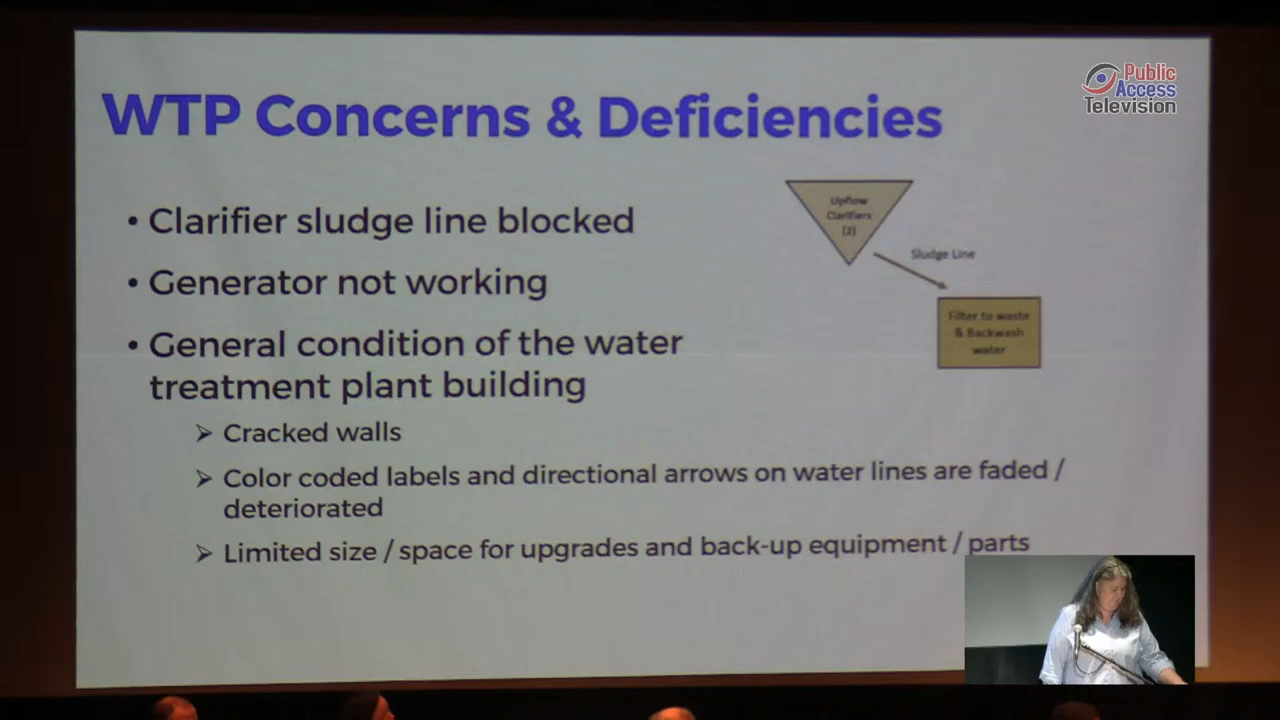 Public
Access
Television
WTP Concerns & Deficiencies
• Clarifier sludge line blocked
• Generator not working
• General condition of the water
treatment plant building
➢ Cracked walls
➢ Color coded labels and directional arrows on water lines are faded /
deteriorated
➢ Limited size / space for upgrades and back-up equipment / parts
Upflow
Clarifiers
(2)
Sludge Line
Filter to waste
& Backwash
water